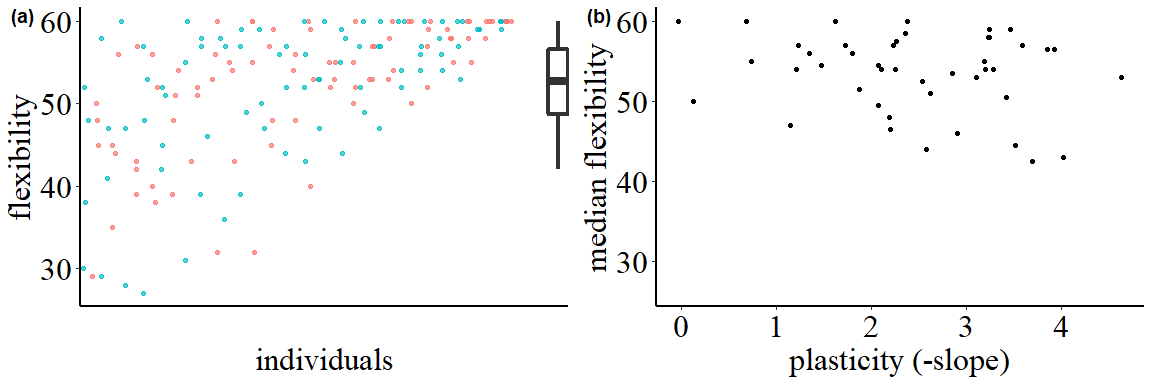 (a)
flexibility
60
50
40
30
individuals
(b)
median flexibility
60
50
40
30
0 1 2 3 4
plasticity (-slope)